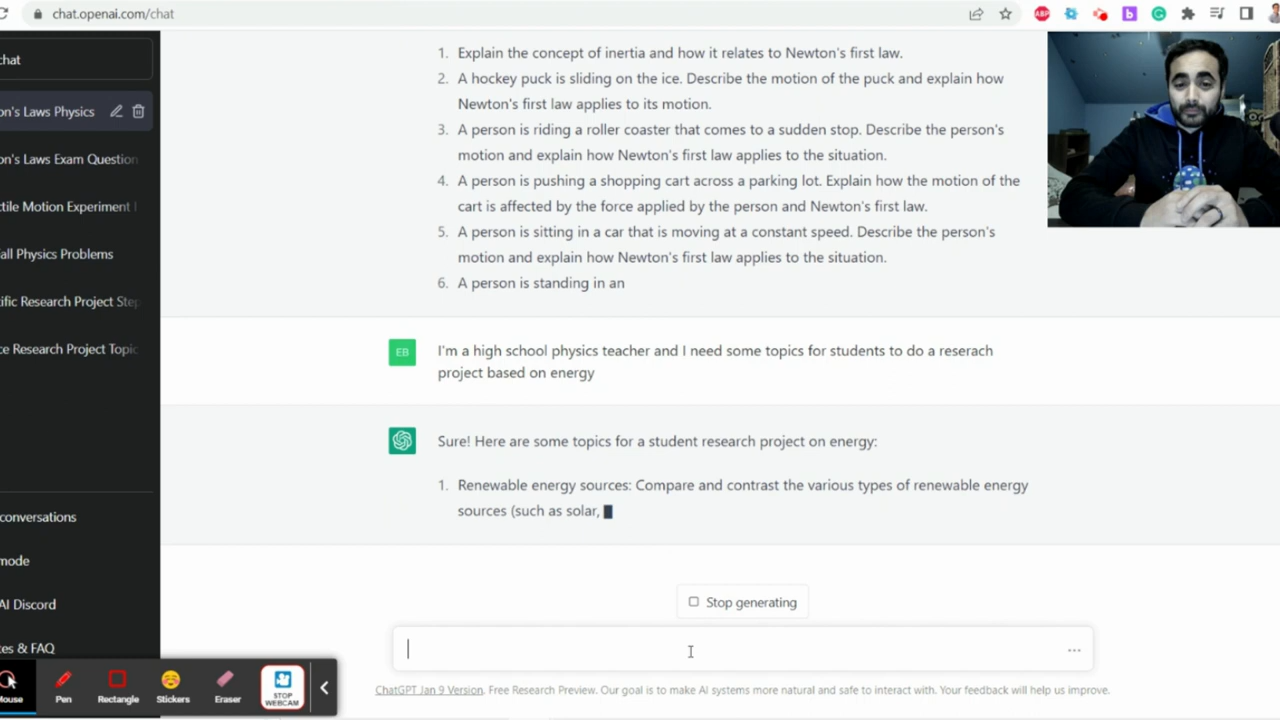 chat.openai.com/chat
ABP
b
chat
on's Laws Physics
on's Laws Exam Question
ctile Motion Experiment
all Physics Problems
ific Research Project Step
ce Research Project Topic
conversations
mode
AI Discord
tes & FAQ
1. Explain the concept of inertia and how it relates to Newton's first law.
2. A hockey puck is sliding on the ice. Describe the motion of the puck and explain how
Newton's first law applies to its motion.
3. A person is riding a roller coaster that comes to a sudden stop. Describe the person's
motion and explain how Newton's first law applies to the situation.
4. A person is pushing a shopping cart across a parking lot. Explain how the motion of the
cart is affected by the force applied by the person and Newton's first law.
5. A person is sitting in a car that is moving at a constant speed. Describe the person's
motion and explain how Newton's first law applies to the situation.
6. A person is standing in an
EB
I'm a high school physics teacher and I need some topics for students to do a reserach
project based on energy
Sure! Here are some topics for a student research project on energy:
1. Renewable energy sources: Compare and contrast the various types of renewable energy
sources (such as solar,
Stop generating
Mouse
Pen
Rectangle
Stickers
Eraser
STOP
WEBCAM
ChatGPT Jan 9 Version. Free Research Preview. Our goal is to make AI systems more natural and safe to interact with. Your feedback will help us improve.